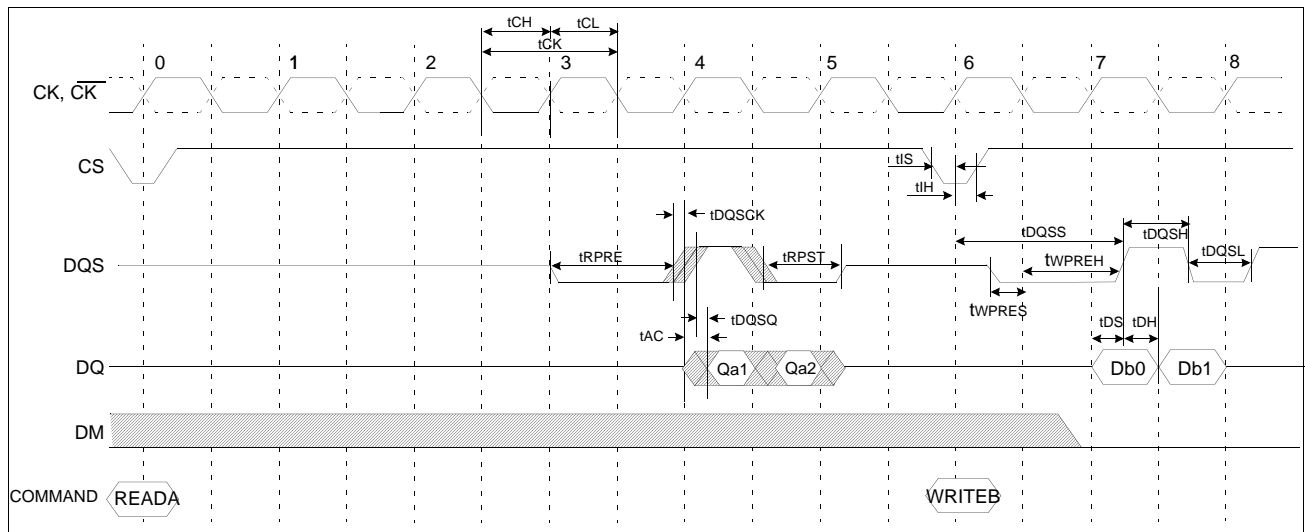 tCH tCL
tCK
0 1 2 3 4 5 6 7 8
CK, CK
CS
tIS
tIH
tDQSCK
tDQSS
tDQSH
DQS
tRPRE
tRPST
tWPREH
tDQSL
tWPRES
tDQSQ
tAC
tDS tDH
DQ
Qa1 Qa2
Db0 Db1
DM
COMMAND
READA
WRITEB